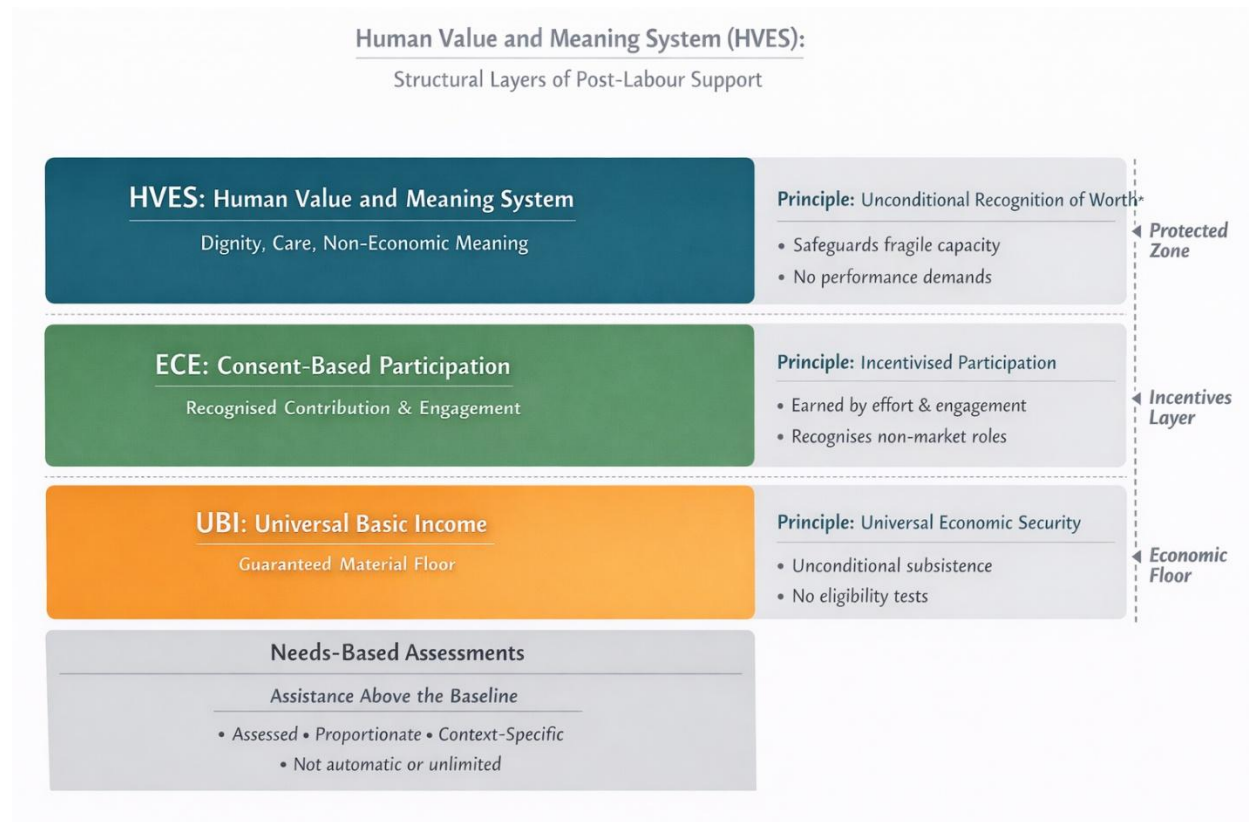 Human Value and Meaning System (HVES):
Structural Layers of Post-Labour Support
HVES: Human Value and Meaning System
Dignity, Care, Non-Economic Meaning
Principle: Unconditional Recognition of Worth*
• Safeguards fragile capacity
• No performance demands
Protected
Zone
ECE: Consent-Based Participation
Recognised Contribution & Engagement
Principle: Incentivised Participation
• Earned by effort & engagement
• Recognises non-market roles
Incentives
Layer
UBI: Universal Basic Income
Guaranteed Material Floor
Principle: Universal Economic Security
• Unconditional subsistence
• No eligibility tests
Economic
Floor
Needs-Based Assessments
Assistance Above the Baseline
• Assessed • Proportionate • Context-Specific
• Not automatic or unlimited